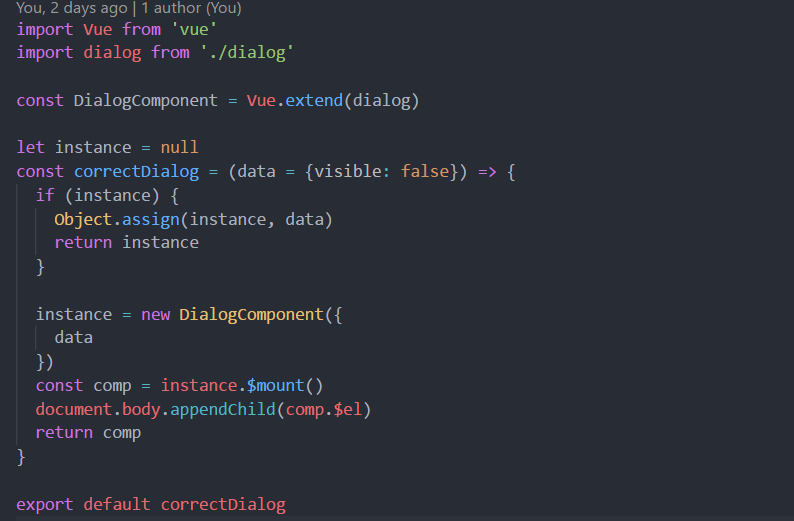 You, 2 days ago | 1 author (You)
import Vue from 'vue'
import dialog from './dialog'
const DialogComponent = Vue.extend(dialog)
let instance = null
const correctDialog = (data = {visible: false}) => {
  if (instance) {
    Object.assign(instance, data)
    return instance
  }
  instance = new DialogComponent({
    data
  })
  const comp = instance.$mount()
  document.body.appendChild(comp.$el)
  return comp
}
export default correctDialog